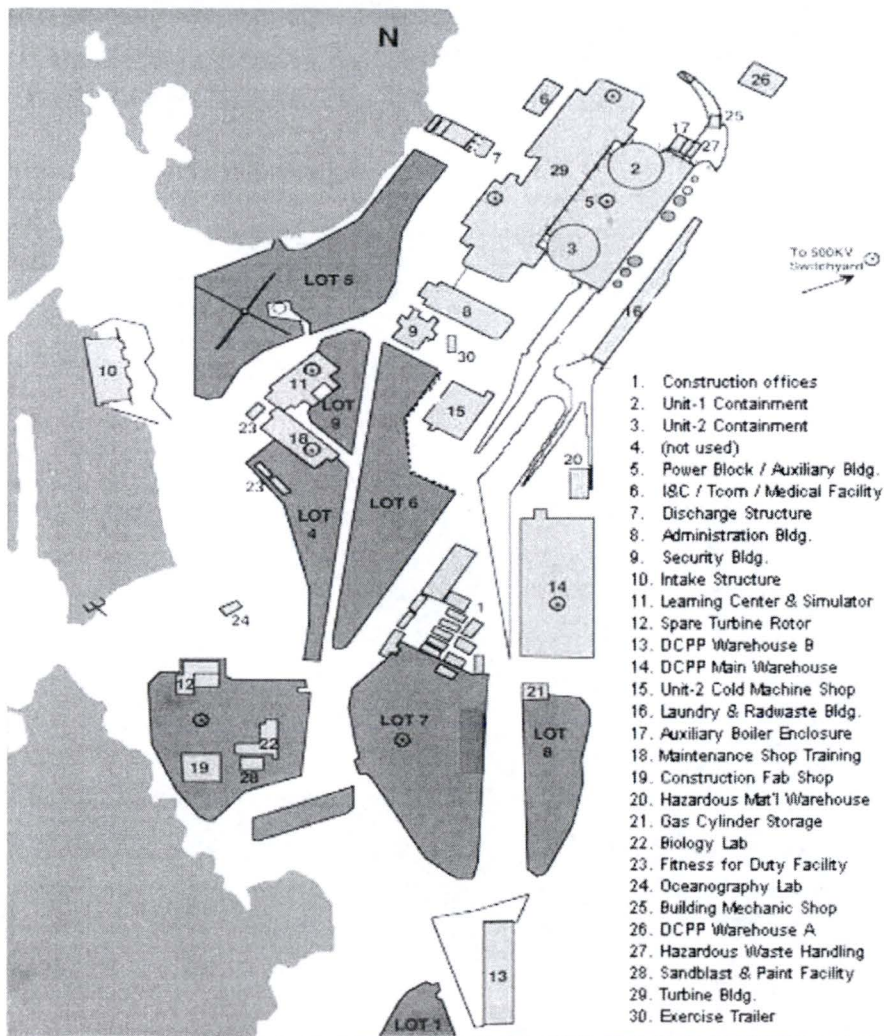 N
26
6
25
17
27
7
29
2
5
3
To 500KV
Switchyard
LOT 5
8
16
9
30
10
11
LOT
9
15
23
18
20
23
LOT
4
LOT 6
14
1
24
12
21
LOT 7
LOT
8
22
19
28
13
LOT 1
1. Construction offices
2. Unit-1 Containment
3. Unit-2 Containment
4. (not used)
5. Power Block / Auxiliary Bldg.
6. I&C / Tcom / Medical Facility
7. Discharge Structure
8. Administration Bldg.
9. Security Bldg.
10. Intake Structure
11. Learning Center & Simulator
12. Spare Turbine Rotor
13. DCPP Warehouse B
14. DCPP Main Warehouse
15. Unit-2 Cold Machine Shop
16. Laundry & Radwaste Bldg.
17. Auxiliary Boiler Enclosure
18. Maintenance Shop Training
19. Construction Fab Shop
20. Hazardous Mat'l Warehouse
21. Gas Cylinder Storage
22. Biology Lab
23. Fitness for Duty Facility
24. Oceanography Lab
25. Building Mechanic Shop
26. DCPP Warehouse A
27. Hazardous Waste Handling
28. Sandblast & Paint Facility
29. Turbine Bldg.
30. Exercise Trailer